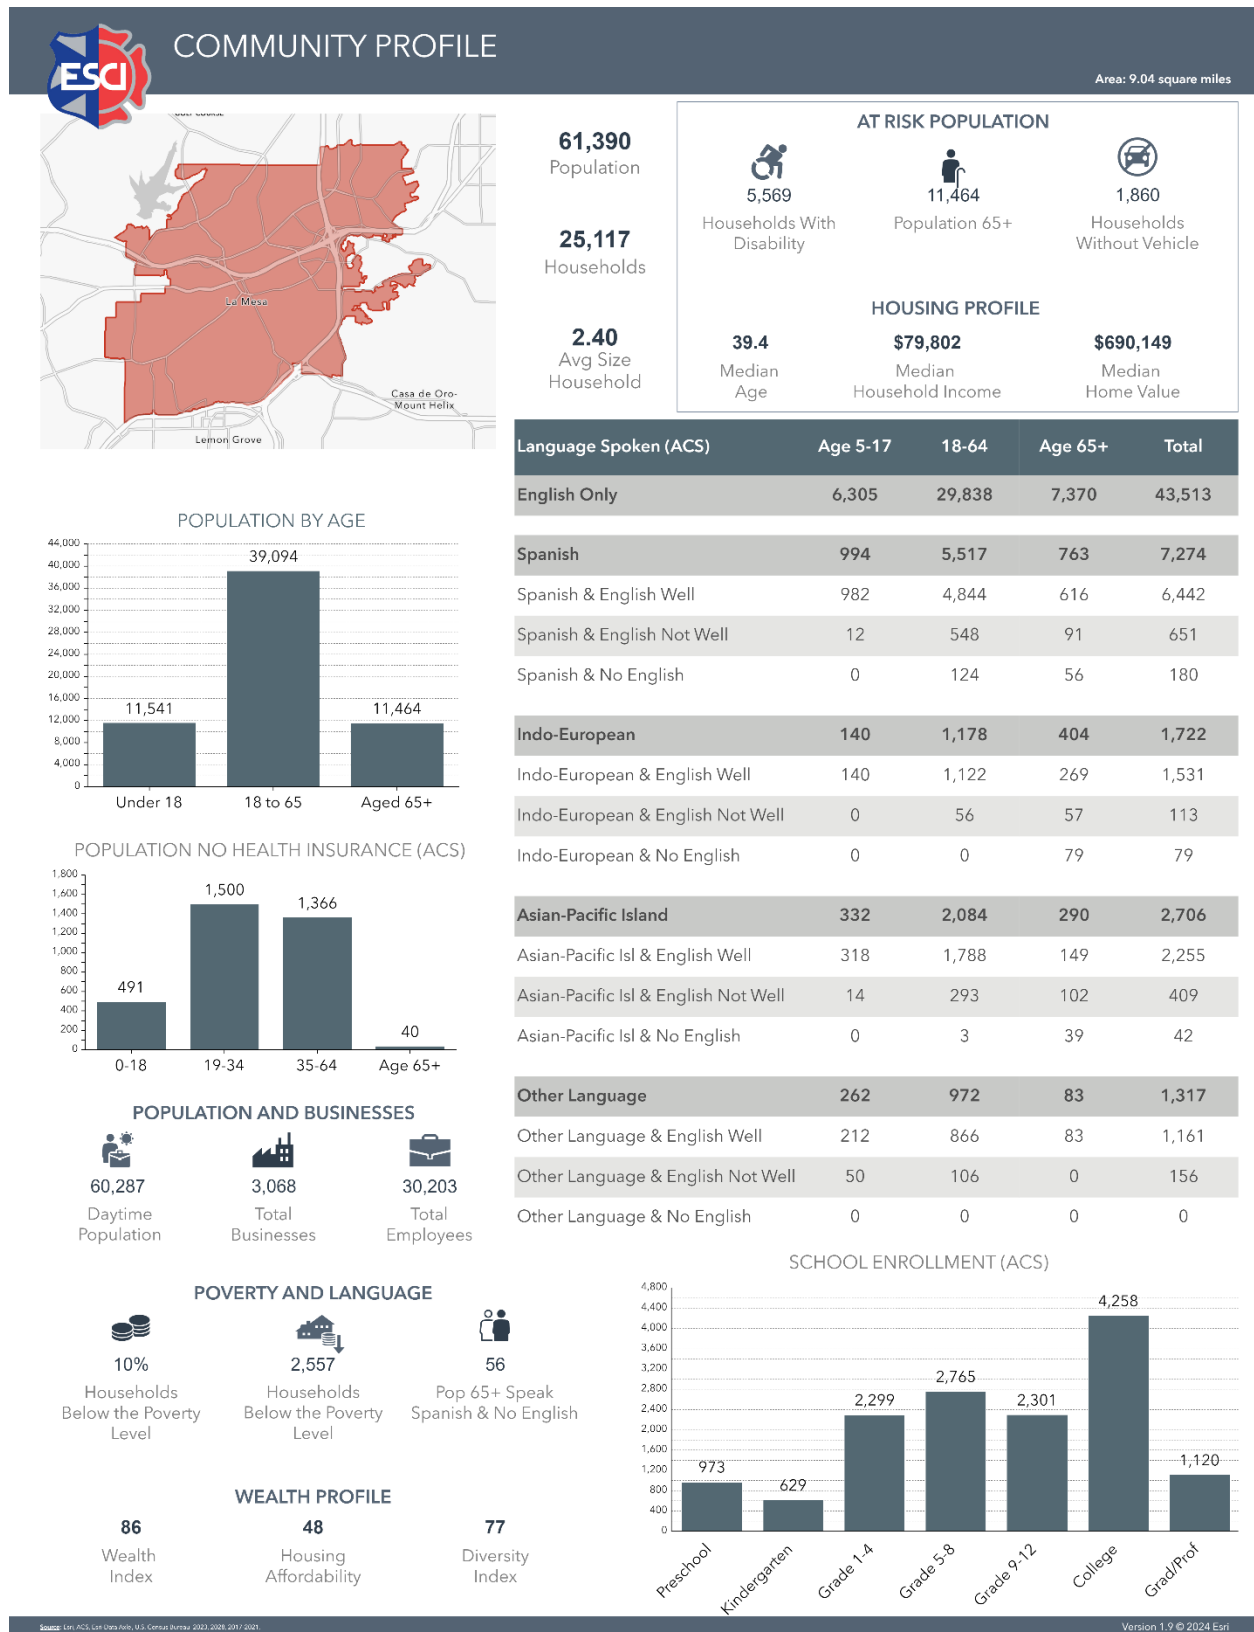 ESCI
COMMUNITY PROFILE
Area: 9.04 square miles
La Mesa
Casa de Oro-
Mount Helix
Lemon Grove
61,390
Population
25,117
Households
2.40
Avg Size
Household
AT RISK POPULATION
5,569 11,464 1,860
Households With Population 65+ Households
Disability Without Vehicle
HOUSING PROFILE
39.4 $79,802 $690,149
Median Median Median
Age Household Income Home Value
Language Spoken (ACS) Age 5-17 18-64 Age 65+ Total
English Only 6,305 29,838 7,370 43,513
Spanish 994 5,517 763 7,274
Spanish & English Well 982 4,844 616 6,442
Spanish & English Not Well 12 548 91 651
Spanish & No English 0 124 56 180
Indo-European 140 1,178 404 1,722
Indo-European & English Well 140 1,122 269 1,531
Indo-European & English Not Well 0 56 57 113
Indo-European & No English 0 0 79 79
Asian-Pacific Island 332 2,084 290 2,706
Asian-Pacific Isl & English Well 318 1,788 149 2,255
Asian-Pacific Isl & English Not Well 14 293 102 409
Asian-Pacific Isl & No English 0 3 39 42
Other Language 262 972 83 1,317
Other Language & English Well 212 866 83 1,161
Other Language & English Not Well 50 106 0 156
Other Language & No English 0 0 0 0
POPULATION BY AGE
44,000
40,000
36,000
32,000
28,000
24,000
20,000
16,000
12,000
8,000
4,000
0
11,541 39,094 11,464
Under 18 18 to 65 Aged 65+
POPULATION NO HEALTH INSURANCE (ACS)
1,800
1,600
1,400
1,200
1,000
800
600
400
200
0
491 1,500 1,366 40
0-18 19-34 35-64 Age 65+
POPULATION AND BUSINESSES
60,287 3,068 30,203
Daytime Total Total
Population Businesses Employees
POVERTY AND LANGUAGE
10% 2,557 56
Households Households Pop 65+ Speak
Below the Poverty Below the Poverty Spanish & No English
Level Level
WEALTH PROFILE
86 48 77
Wealth Housing Diversity
Index Affordability Index
SCHOOL ENROLLMENT (ACS)
4,800
4,400
4,000
3,600
3,200
2,800
2,400
2,000
1,600
1,200
800
400
0
973 629 2,299 2,765 2,301 4,258 1,120
Preschool Kindergarten Grade 1-4 Grade 5-8 Grade 9-12 College Grad/Prof
Source: Esri, ACS, Esri-Data Axle, U.S. Census Bureau 2023, 2028, 2017-2021.
Version 1.9 © 2024 Esri